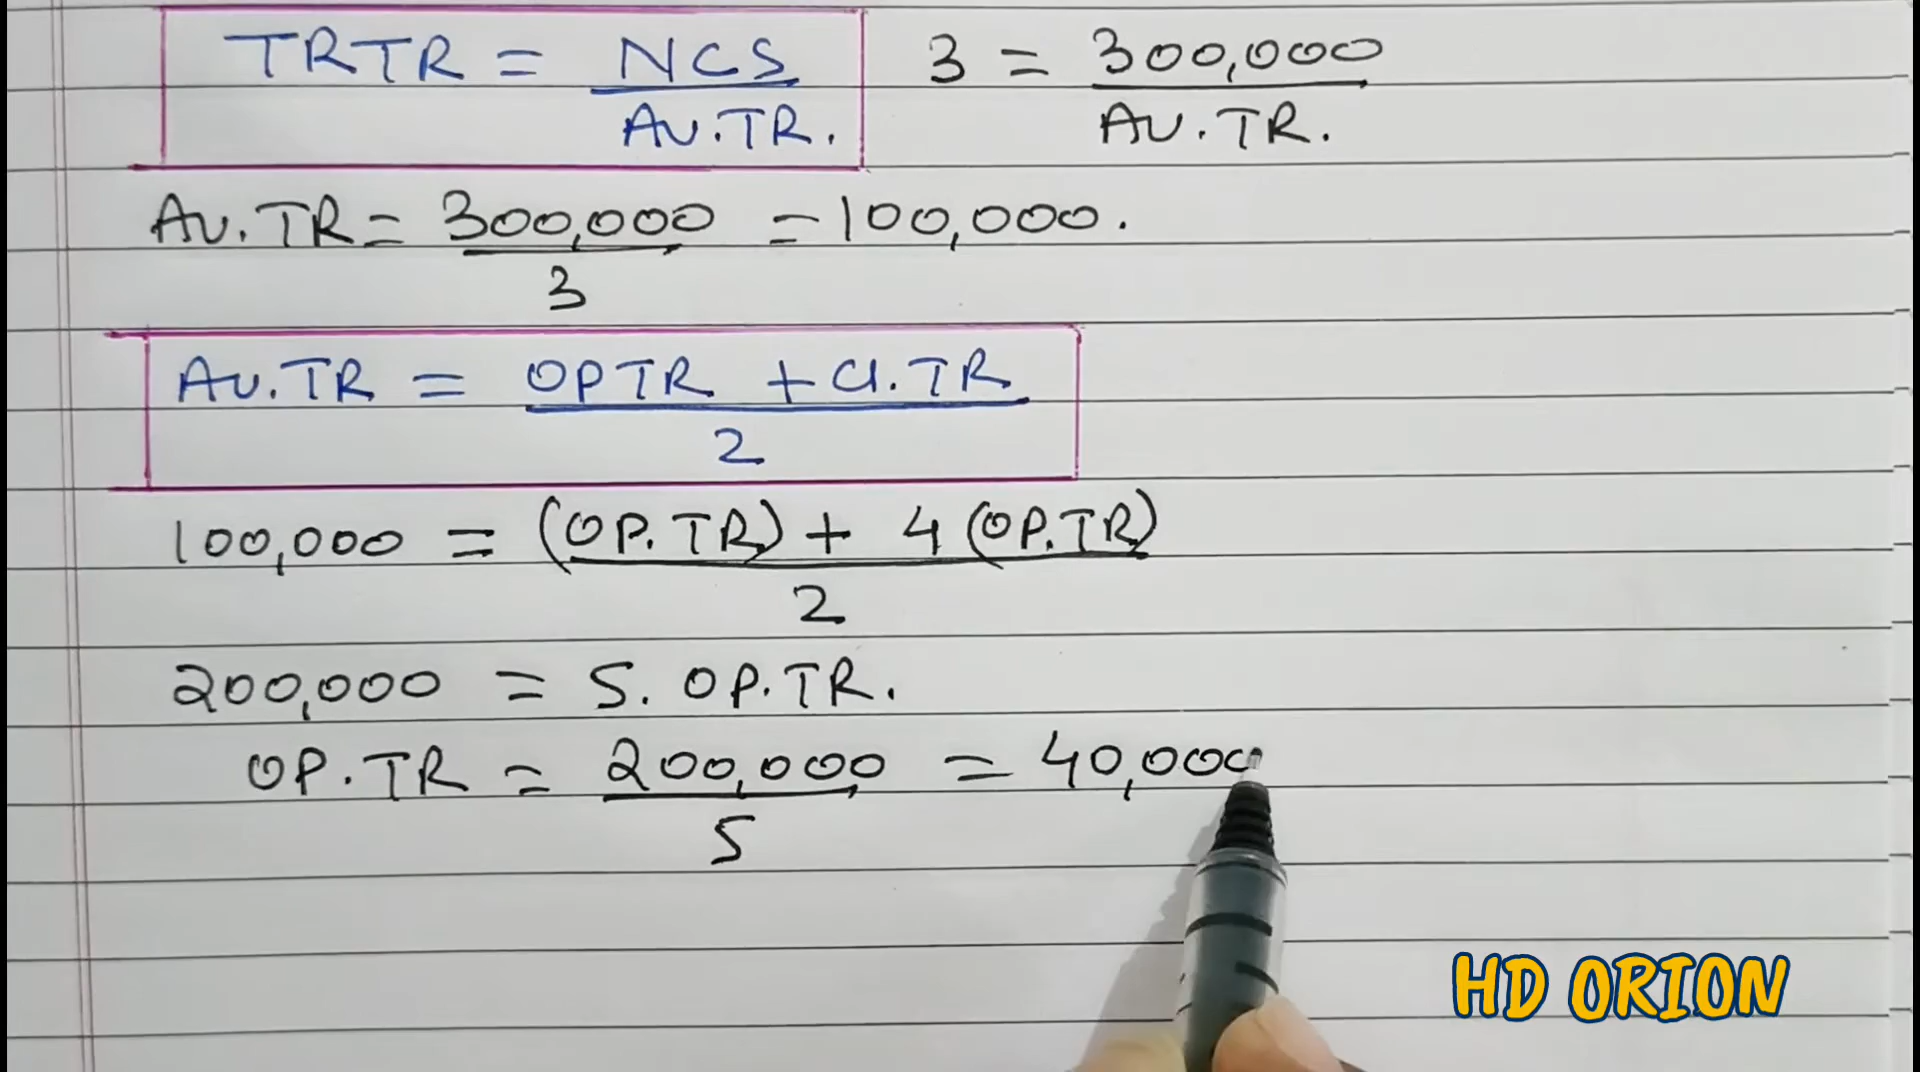 TRTR = NCS / AV.TR. 3 = 300,000 / AV.TR.
AV.TR = 300,000 / 3 = 100,000.
AV.TR = OPTR + Cl.TR / 2
100,000 = (OP.TR) + 4 (OP.TR) / 2
200,000 = 5. OP.TR.
OP.TR = 200,000 / 5 = 40,000
HD ORION